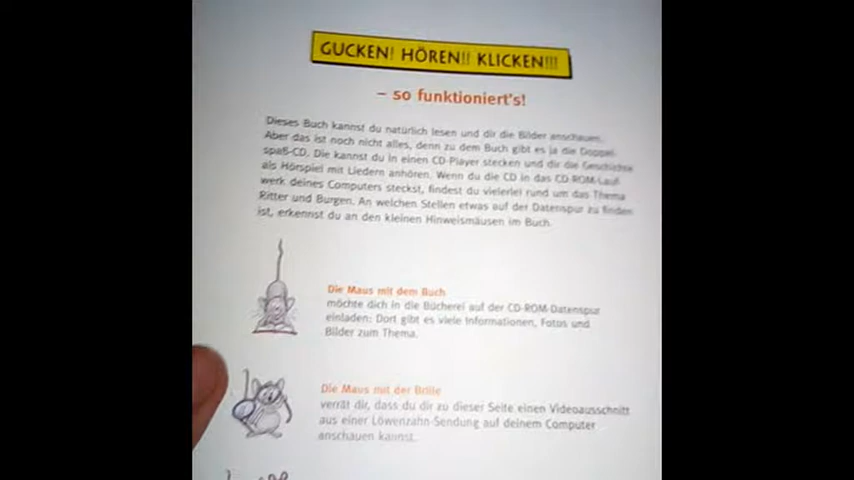 GUCKEN! HÖREN!! KLICKEN!!!
– so funktioniert's!
Dieses Buch kannst du natürlich lesen und dir die Bilder anschauen.
Aber das ist noch nicht alles, denn zu dem Buch gibt es ja die Doppel-
spaß-CD. Die kannst du in einen CD-Player stecken und dir die Geschichte
als Hörspiel mit Liedern anhören. Wenn du die CD in das CD-ROM-Lauf-
werk deines Computers steckst, findest du vielerlei rund um das Thema
Ritter und Burgen. An welchen Stellen etwas auf der Datenspur zu finden
ist, erkennst du an den kleinen Hinweismäusen im Buch.
Die Maus mit dem Buch
möchte dich in die Bücherei auf der CD-ROM-Datenspur
einladen: Dort gibt es viele Informationen, Fotos und
Bilder zum Thema.
Die Maus mit der Brille
verrät dir, dass du dir zu dieser Seite einen Videoausschnitt
aus einer Löwenzahn-Sendung auf deinem Computer
anschauen kannst.